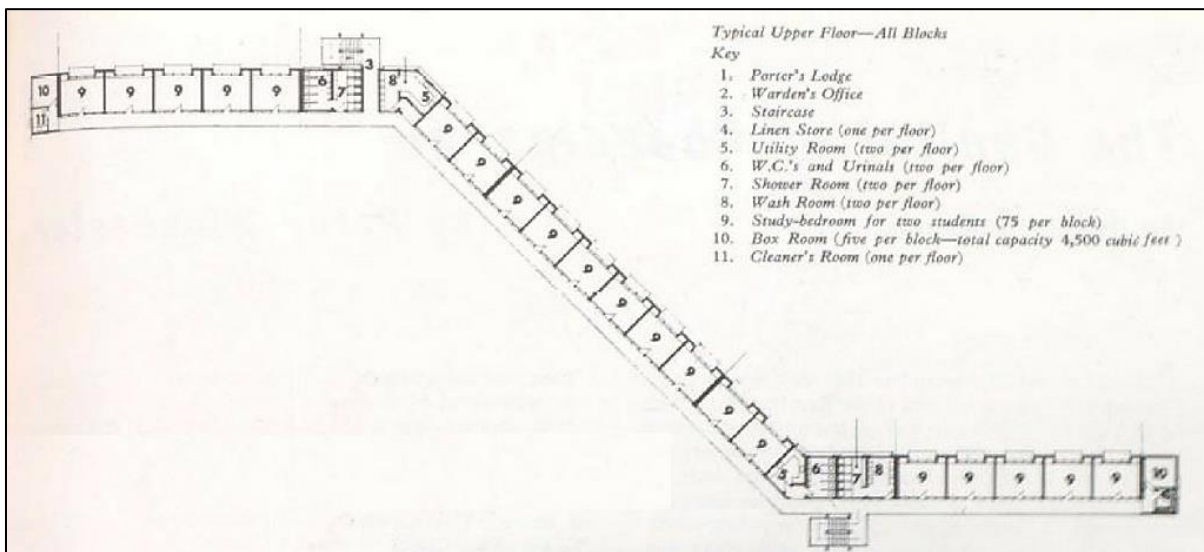 Typical Upper Floor—All Blocks
Key
1. Porter's Lodge
2. Warden's Office
3. Staircase
4. Linen Store (one per floor)
5. Utility Room (two per floor)
6. W.C.'s and Urinals (two per floor)
7. Shower Room (two per floor)
8. Wash Room (two per floor)
9. Study-bedroom for two students (75 per block)
10. Box Room (five per block—total capacity 4,500 cubic feet )
11. Cleaner's Room (one per floor)
3
10 9 9 9 9 9 6 7 8
11
5
9
9
9
9
9
9
9
9
9
9
5 6 7 8 9 9 9 9 9 10